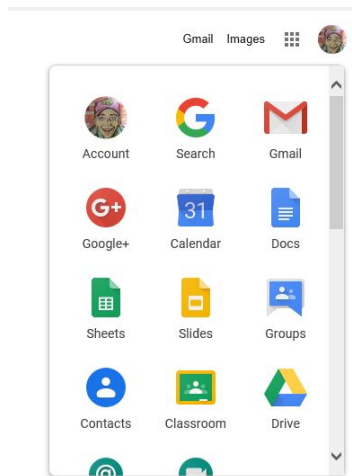 Gmail Images
Account Search Gmail
G+ 31
Google+ Calendar Docs
Sheets Slides Groups
Contacts Classroom Drive
@